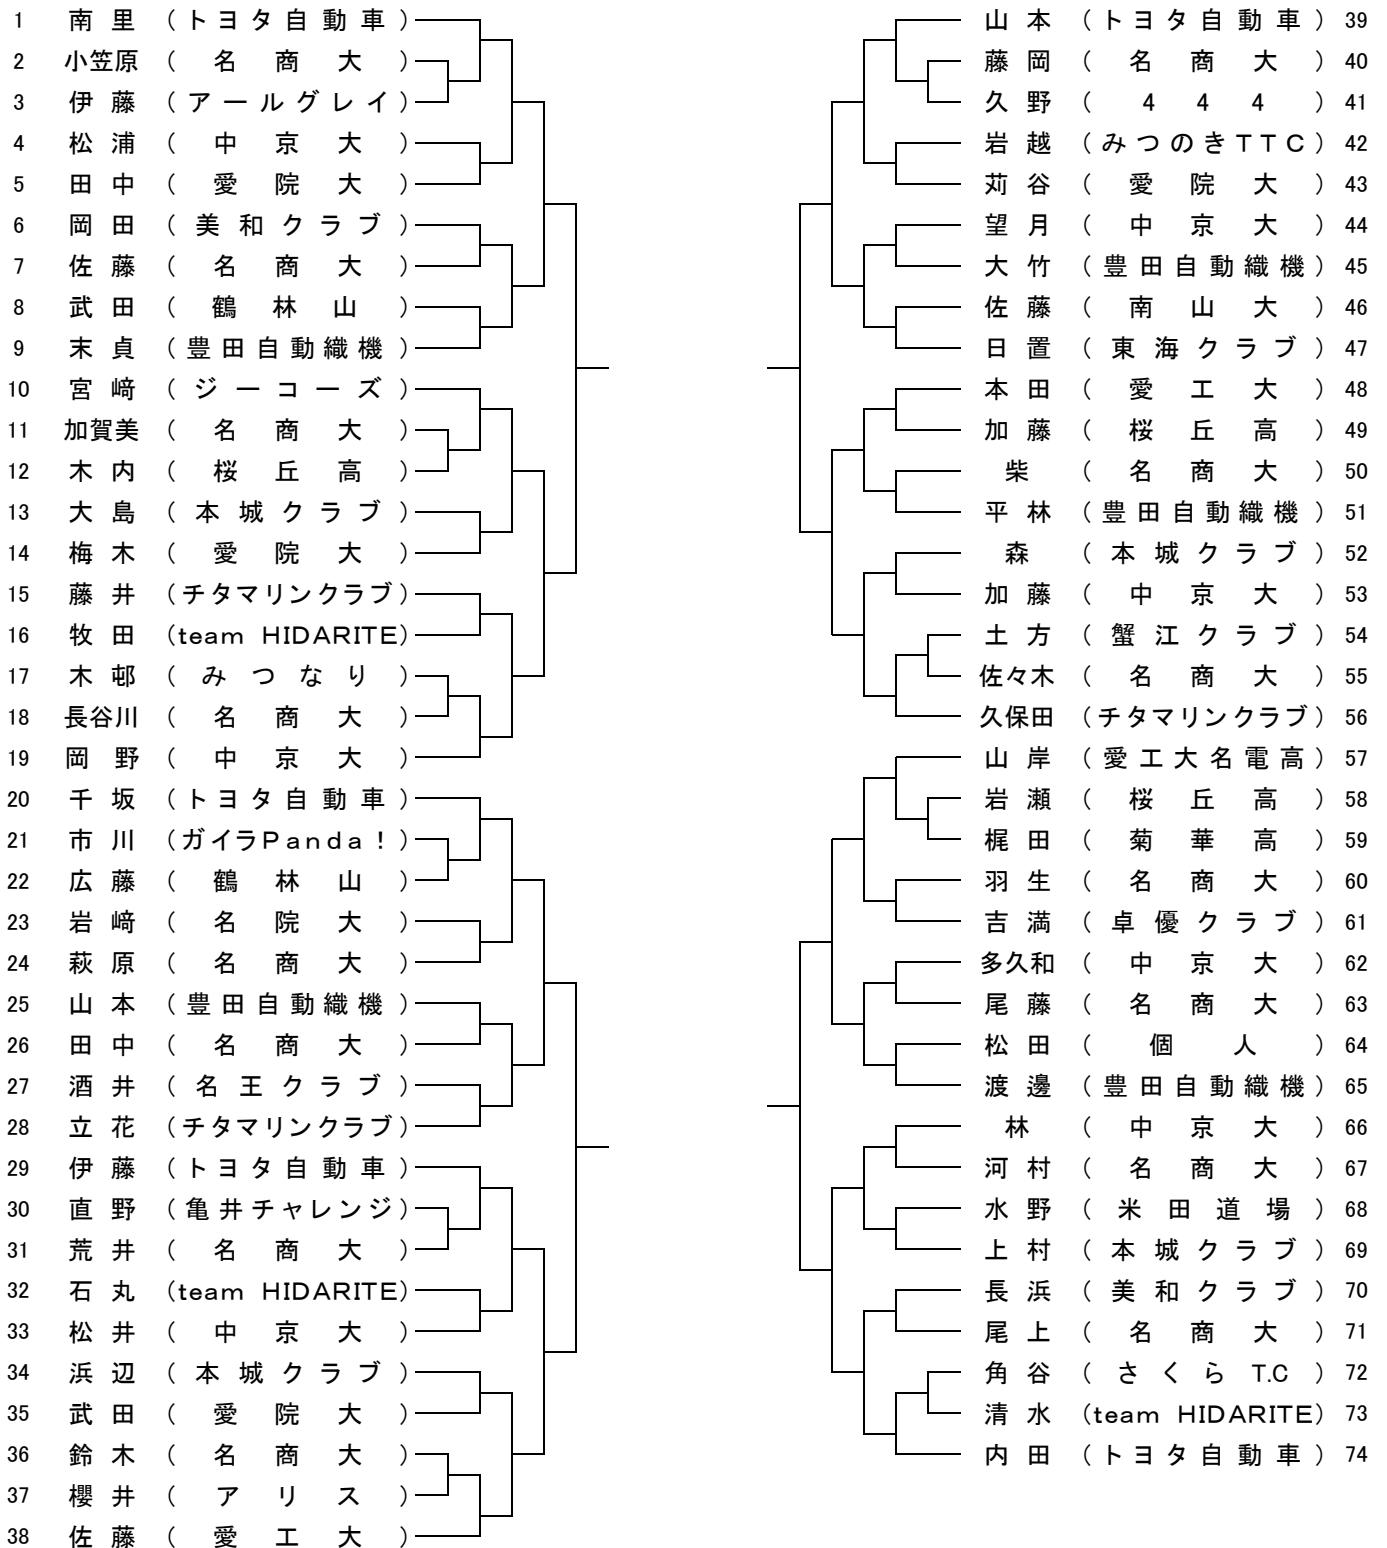 1 南里 (トヨタ自動車)
2 小笠原 (名商大)
3 伊藤 (アールグレイ)
4 松浦 (中京大)
5 田中 (愛院大)
6 岡田 (美和クラブ)
7 佐藤 (名商大)
8 武田 (鶴林山)
9 末貞 (豊田自動織機)
10 宮﨑 (ジーコーズ)
11 加賀美 (名商大)
12 木内 (桜丘高)
13 大島 (本城クラブ)
14 梅木 (愛院大)
15 藤井 (チタマリンクラブ)
16 牧田 (team HIDARITE)
17 木邨 (みつなり)
18 長谷川 (名商大)
19 岡野 (中京大)
20 千坂 (トヨタ自動車)
21 市川 (ガイラPanda！)
22 広藤 (鶴林山)
23 岩﨑 (名院大)
24 萩原 (名商大)
25 山本 (豊田自動織機)
26 田中 (名商大)
27 酒井 (名王クラブ)
28 立花 (チタマリンクラブ)
29 伊藤 (トヨタ自動車)
30 直野 (亀井チャレンジ)
31 荒井 (名商大)
32 石丸 (team HIDARITE)
33 松井 (中京大)
34 浜辺 (本城クラブ)
35 武田 (愛院大)
36 鈴木 (名商大)
37 櫻井 (アリス)
38 佐藤 (愛工大)
山本 (トヨタ自動車) 39
藤岡 (名商大) 40
久野 (444) 41
岩越 (みつのきTTC) 42
苅谷 (愛院大) 43
望月 (中京大) 44
大竹 (豊田自動織機) 45
佐藤 (南山大) 46
日置 (東海クラブ) 47
本田 (愛工大) 48
加藤 (桜丘高) 49
柴 (名商大) 50
平林 (豊田自動織機) 51
森 (本城クラブ) 52
加藤 (中京大) 53
土方 (蟹江クラブ) 54
佐々木 (名商大) 55
久保田 (チタマリンクラブ) 56
山岸 (愛工大名電高) 57
岩瀬 (桜丘高) 58
梶田 (菊華高) 59
羽生 (名商大) 60
吉満 (卓優クラブ) 61
多久和 (中京大) 62
尾藤 (名商大) 63
松田 (個人) 64
渡邊 (豊田自動織機) 65
林 (中京大) 66
河村 (名商大) 67
水野 (米田道場) 68
上村 (本城クラブ) 69
長浜 (美和クラブ) 70
尾上 (名商大) 71
角谷 (さくら T.C) 72
清水 (team HIDARITE) 73
内田 (トヨタ自動車) 74